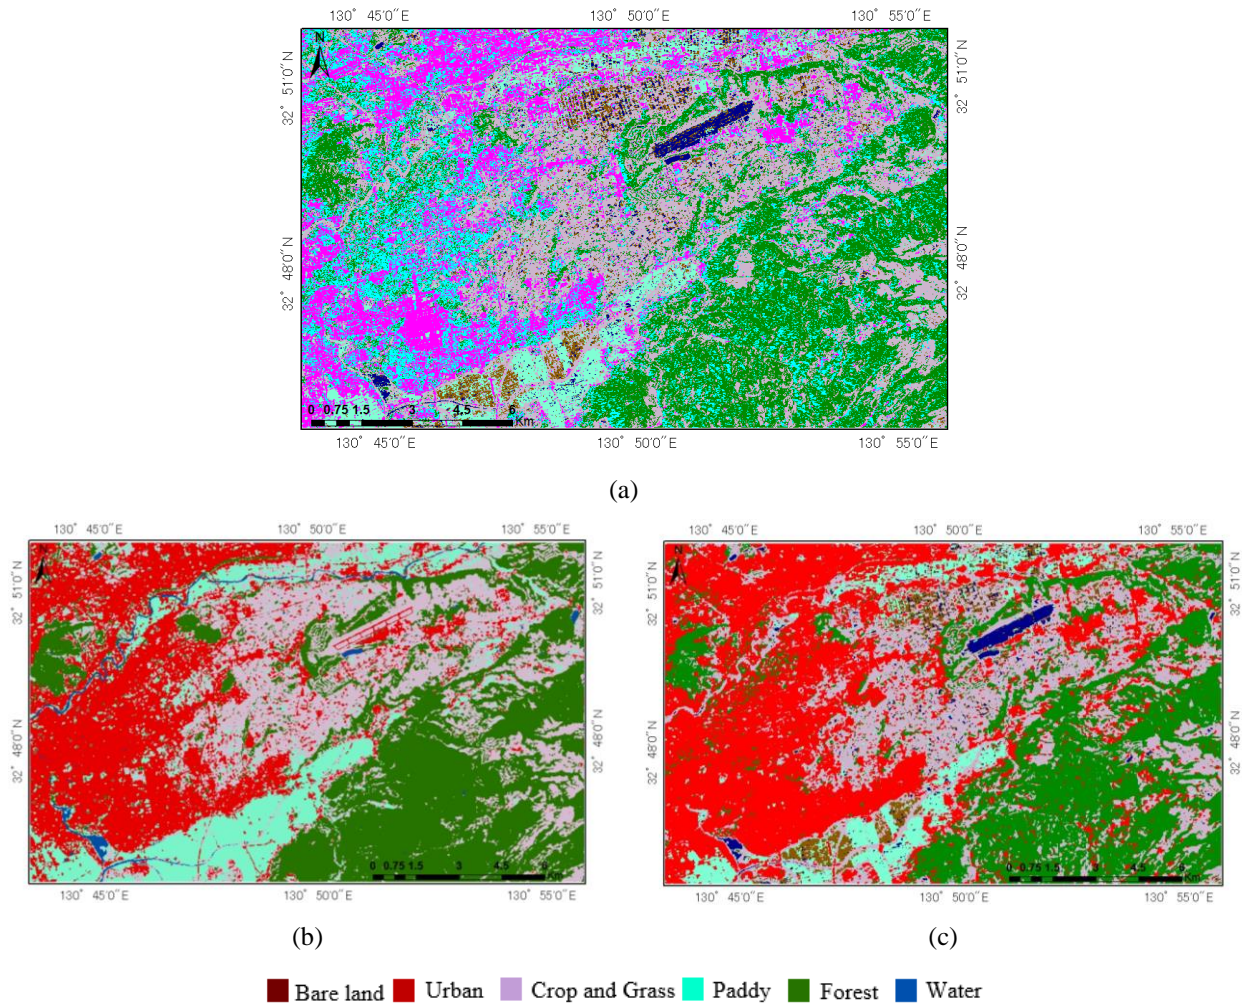 130° 45'0″E 130° 50'0″E 130° 55'0″E
N
32° 51'0″N
32° 51'0″N
32° 48'0″N
32° 48'0″N
0 0.75 1.5 3 4.5 6
Km
130° 45'0″E 130° 50'0″E 130° 55'0″E
(a)
130° 45'0″E 130° 50'0″E 130° 55'0″E
N
32° 51'0″N
32° 51'0″N
32° 48'0″N
32° 48'0″N
0 0.75 1.5 3 4.5 6
Km
130° 45'0″E 130° 50'0″E 130° 55'0″E
(b)
130° 45'0″E 130° 50'0″E 130° 55'0″E
N
32° 51'0″N
32° 51'0″N
32° 48'0″N
32° 48'0″N
0 0.75 1.5 3 4.5 6
Km
130° 45'0″E 130° 50'0″E 130° 55'0″E
(c)
Bare land Urban Crop and Grass Paddy Forest Water